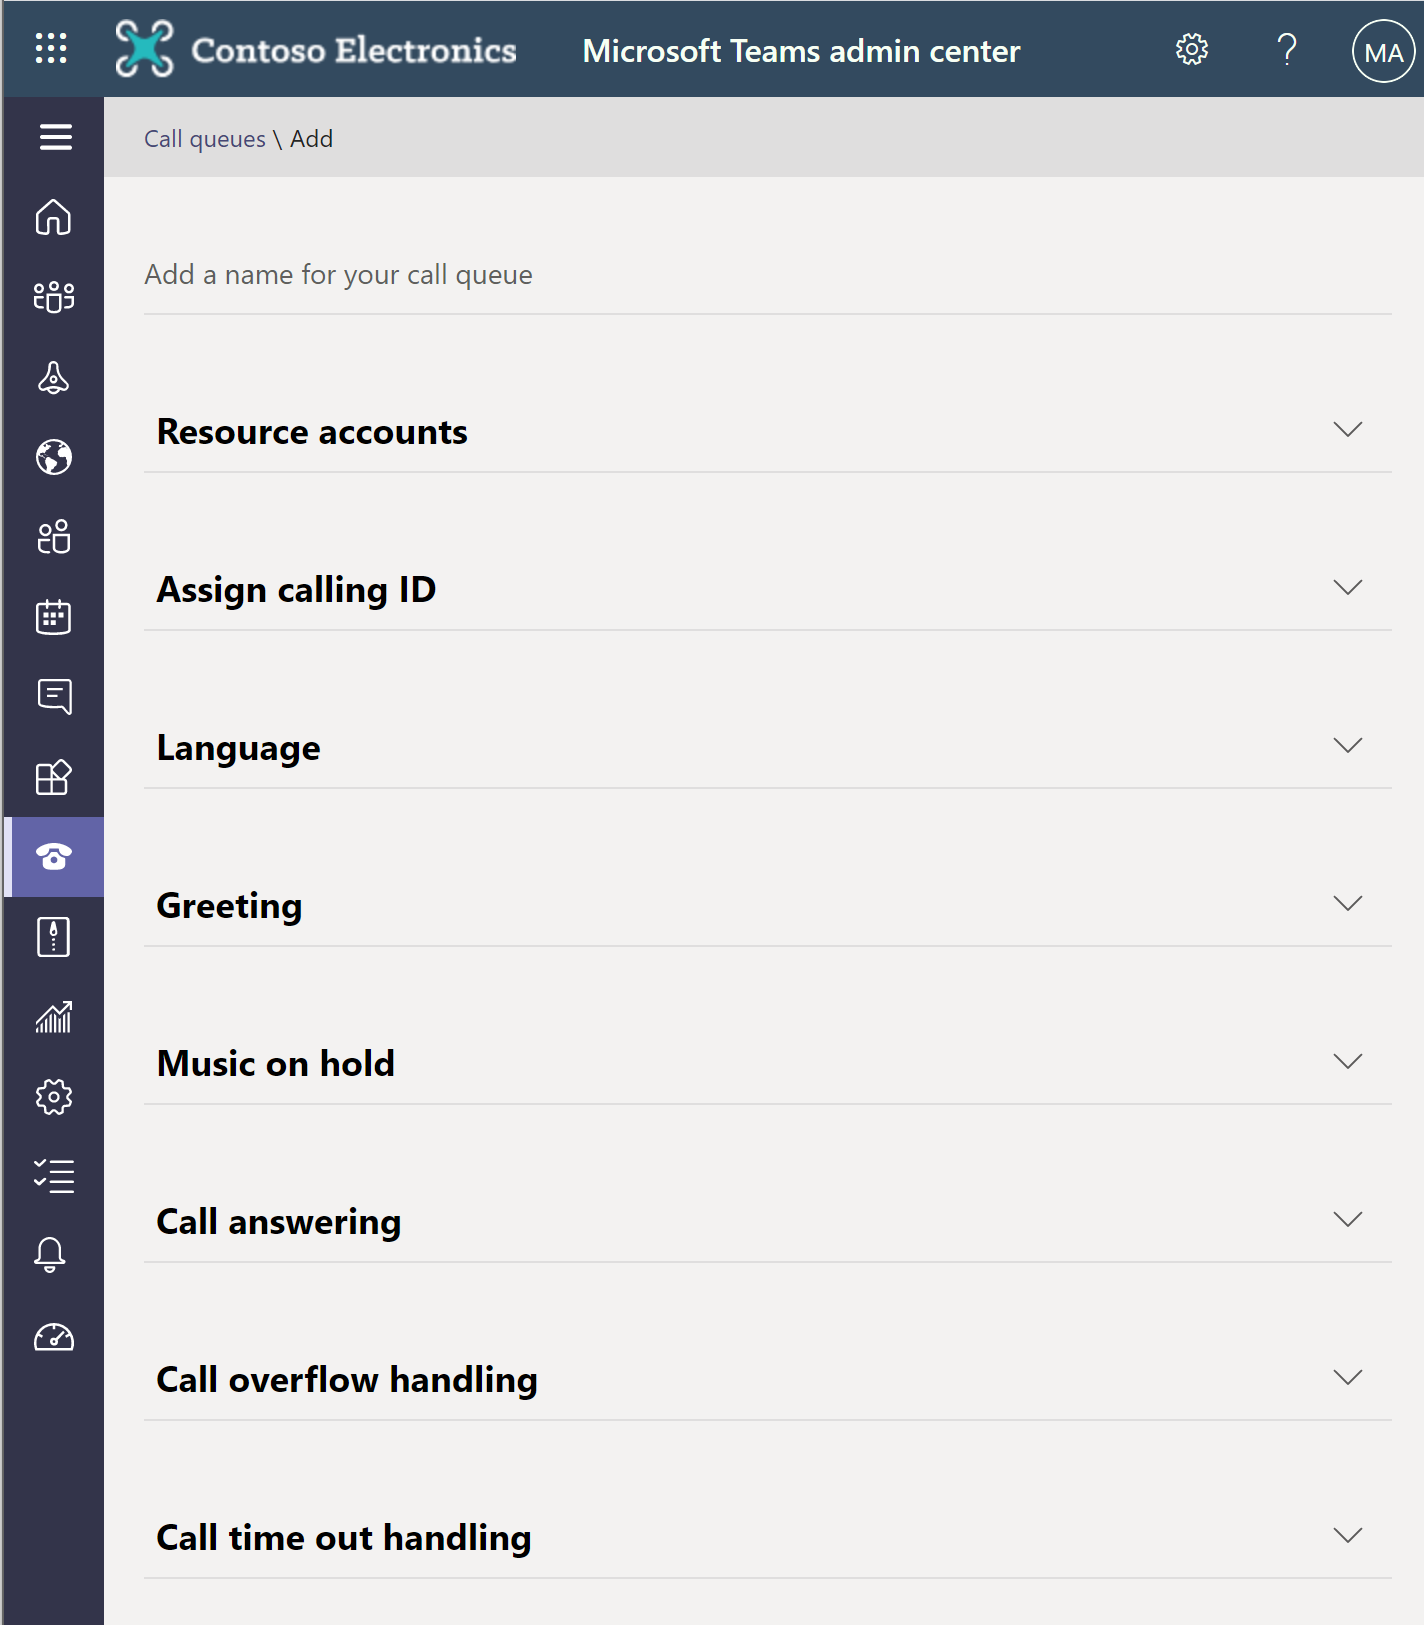 Contoso Electronics
Microsoft Teams admin center
?
MA
Call queues \ Add
Add a name for your call queue
Resource accounts
Assign calling ID
Language
Greeting
Music on hold
Call answering
Call overflow handling
Call time out handling